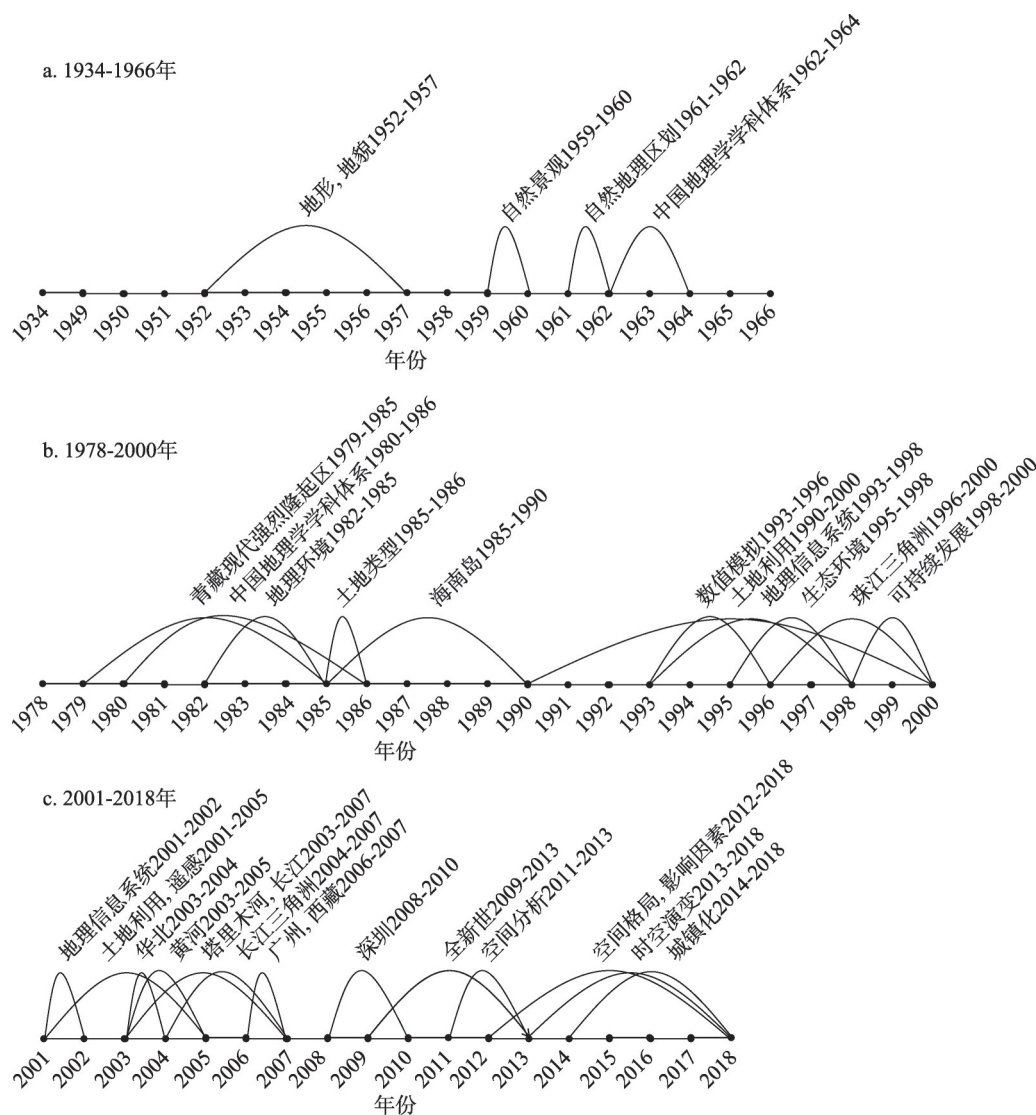 a. 1934-1966年
地形, 地貌1952-1957
自然景观1959-1960
自然地理区划1961-1962
中国地理学学科体系1962-1964
1934
1949
1950
1951
1952
1953
1954
1955
1956
1957
1958
1959
1960
1961
1962
1963
1964
1965
1966
年份
b. 1978-2000年
青藏现代强烈隆起区1979-1985
中国地理学学科体系1980-1986
地理环境1982-1985
土地类型1985-1986
海南岛1985-1990
数值模拟1993-1996
土地利用1990-2000
地理信息系统1993-1998
生态环境1995-1998
珠江三角洲1996-2000
可持续发展1998-2000
1978
1979
1980
1981
1982
1983
1984
1985
1986
1987
1988
1989
1990
1991
1992
1993
1994
1995
1996
1997
1998
1999
2000
年份
c. 2001-2018年
地理信息系统2001-2002
土地利用, 遥感2001-2005
华北2003-2004
黄河2003-2005
塔里木河, 长江2003-2007
长江三角洲2004-2007
广州, 西藏2006-2007
深圳2008-2010
全新世2009-2013
空间分析2011-2013
空间格局, 影响因素2012-2018
时空演变2013-2018
城镇化2014-2018
2001
2002
2003
2004
2005
2006
2007
2008
2009
2010
2011
2012
2013
2014
2015
2016
2017
2018
年份